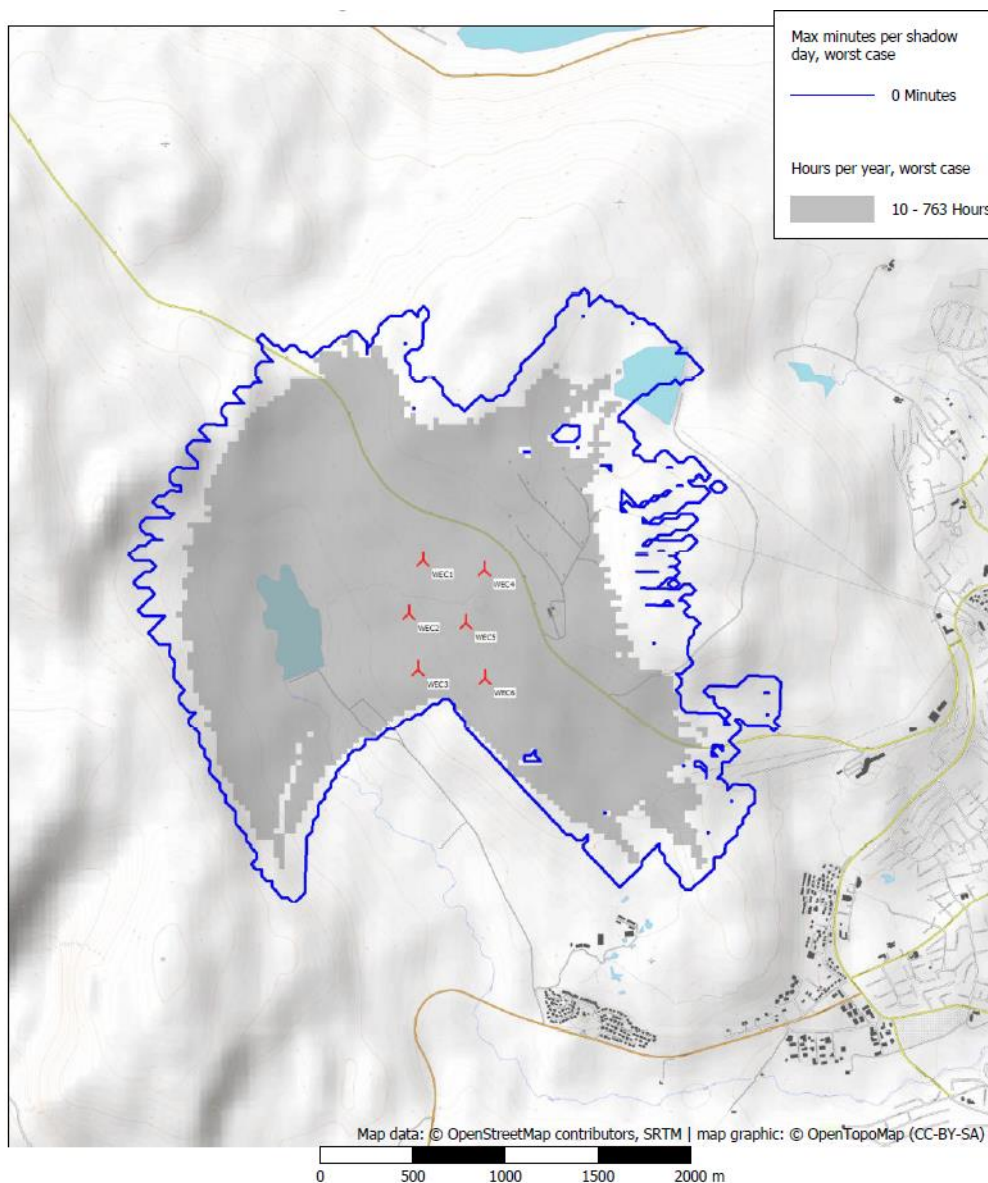 Max minutes per shadow
day, worst case
0 Minutes
Hours per year, worst case
10 - 763 Hours
WEC1
WEC4
WEC2
WEC5
WEC3
WEC6
Map data: © OpenStreetMap contributors, SRTM | map graphic: © OpenTopoMap (CC-BY-SA)
0 500 1000 1500 2000 m